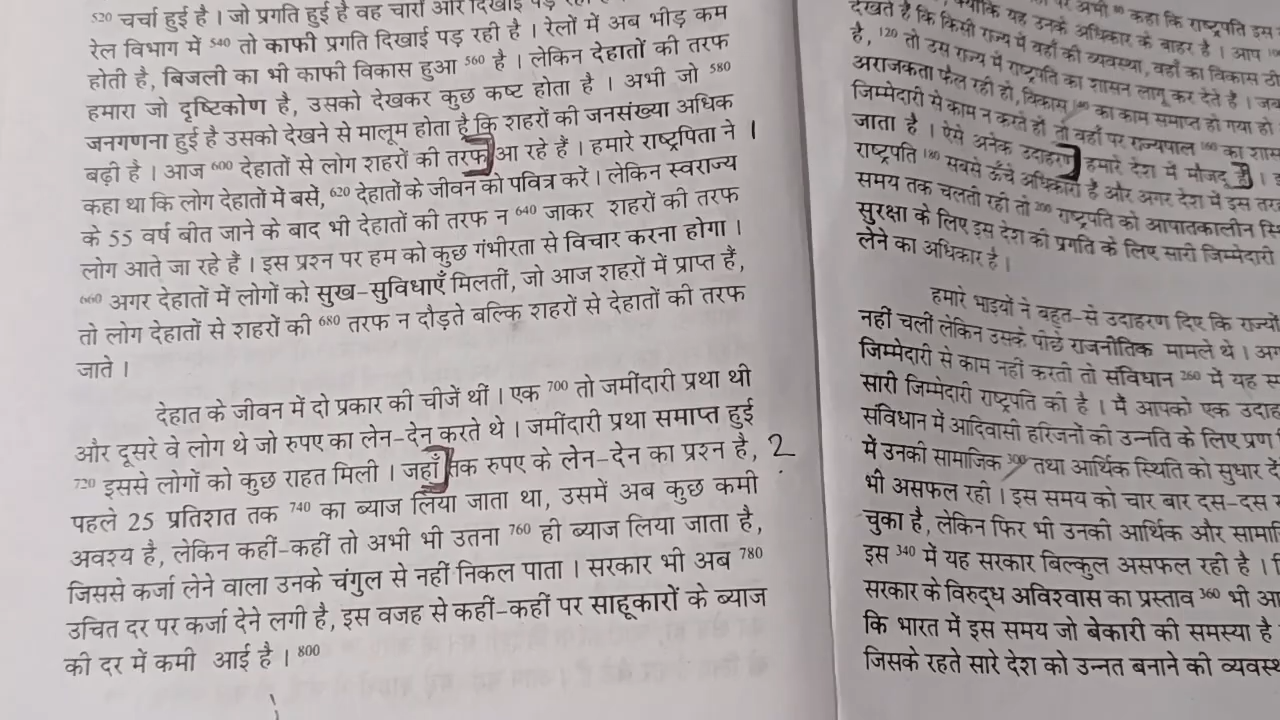 520 चर्चा हुई है । जो प्रगति हुई है वह चारों ओर दिखाई पड़
रेल विभाग में 540 तो काफी प्रगति दिखाई पड़ रही है । रेलों में अब भीड़ कम
होती है, बिजली का भी काफी विकास हुआ 560 है । लेकिन देहातों की तरफ
हमारा जो दृष्टिकोण है, उसको देखकर कुछ कष्ट होता है । अभी जो 580
जनगणना हुई है उसको देखने से मालूम होता है कि शहरों की जनसंख्या अधिक
बढ़ी है । आज 600 देहातों से लोग शहरों की तरफ आ रहे हैं । हमारे राष्ट्रपिता ने
कहा था कि लोग देहातों में बसें, 620 देहातों के जीवन को पवित्र करें । लेकिन स्वराज्य
के 55 वर्ष बीत जाने के बाद भी देहातों की तरफ न 640 जाकर शहरों की तरफ
लोग आते जा रहे हैं । इस प्रश्न पर हम को कुछ गंभीरता से विचार करना होगा ।
660 अगर देहातों में लोगों को सुख-सुविधाएँ मिलतीं, जो आज शहरों में प्राप्त हैं,
तो लोग देहातों से शहरों की 680 तरफ न दौड़ते बल्कि शहरों से देहातों की तरफ
जाते ।
देहात के जीवन में दो प्रकार की चीजें थीं । एक 700 तो जमींदारी प्रथा थी
और दूसरे वे लोग थे जो रुपए का लेन-देन करते थे । जमींदारी प्रथा समाप्त हुई
720 इससे लोगों को कुछ राहत मिली । जहाँ तक रुपए के लेन-देन का प्रश्न है, 2
पहले 25 प्रतिशत तक 740 का ब्याज लिया जाता था, उसमें अब कुछ कमी
अवश्य है, लेकिन कहीं-कहीं तो अभी भी उतना 760 ही ब्याज लिया जाता है,
जिससे कर्जा लेने वाला उनके चंगुल से नहीं निकल पाता । सरकार भी अब 780
उचित दर पर कर्जा देने लगी है, इस वजह से कहीं-कहीं पर साहूकारों के ब्याज
की दर में कमी आई है । 800
कहा कि राष्ट्रपति इस
देखते हैं कि किसी राज्य में वहाँ की व्यवस्था, वहाँ का विकास
है, 120 तो उस राज्य में राष्ट्रपति का शासन लागू कर देते हैं ।
अराजकता फैल रही हो, विकास का काम समाप्त हो गया हो
जिम्मेदारी से काम न करते हों तो वहाँ पर राज्यपाल 160 का
जाता है । ऐसे अनेक उदाहरण हमारे देश में मौजूद हैं ।
राष्ट्रपति 180 सबसे ऊँचे अधिकारी हैं और अगर देश में इस
समय तक चलती रही तो 200 राष्ट्रपति को आपातकालीन
सुरक्षा के लिए इस देश की प्रगति के लिए सारी जिम्मेदारी
लेने का अधिकार है ।
हमारे भाइयों ने बहुत-से उदाहरण दिए कि राज्यों
नहीं चलीं लेकिन उसके पीछे राजनीतिक मामले थे ।
जिम्मेदारी से काम नहीं करती तो संविधान 260 में यह
सारी जिम्मेदारी राष्ट्रपति की है । मैं आपको एक
संविधान में आदिवासी हरिजनों की उन्नति के लिए प्रण
में उनकी सामाजिक 300 तथा आर्थिक स्थिति को सुधार
भी असफल रही । इस समय को चार बार दस-दस
चुका है, लेकिन फिर भी उनकी आर्थिक और
इस 340 में यह सरकार बिल्कुल असफल रही है ।
सरकार के विरुद्ध अविश्वास का प्रस्ताव 360 भी
कि भारत में इस समय जो बेकारी की समस्या है
जिसके रहते सारे देश को उन्नत बनाने की